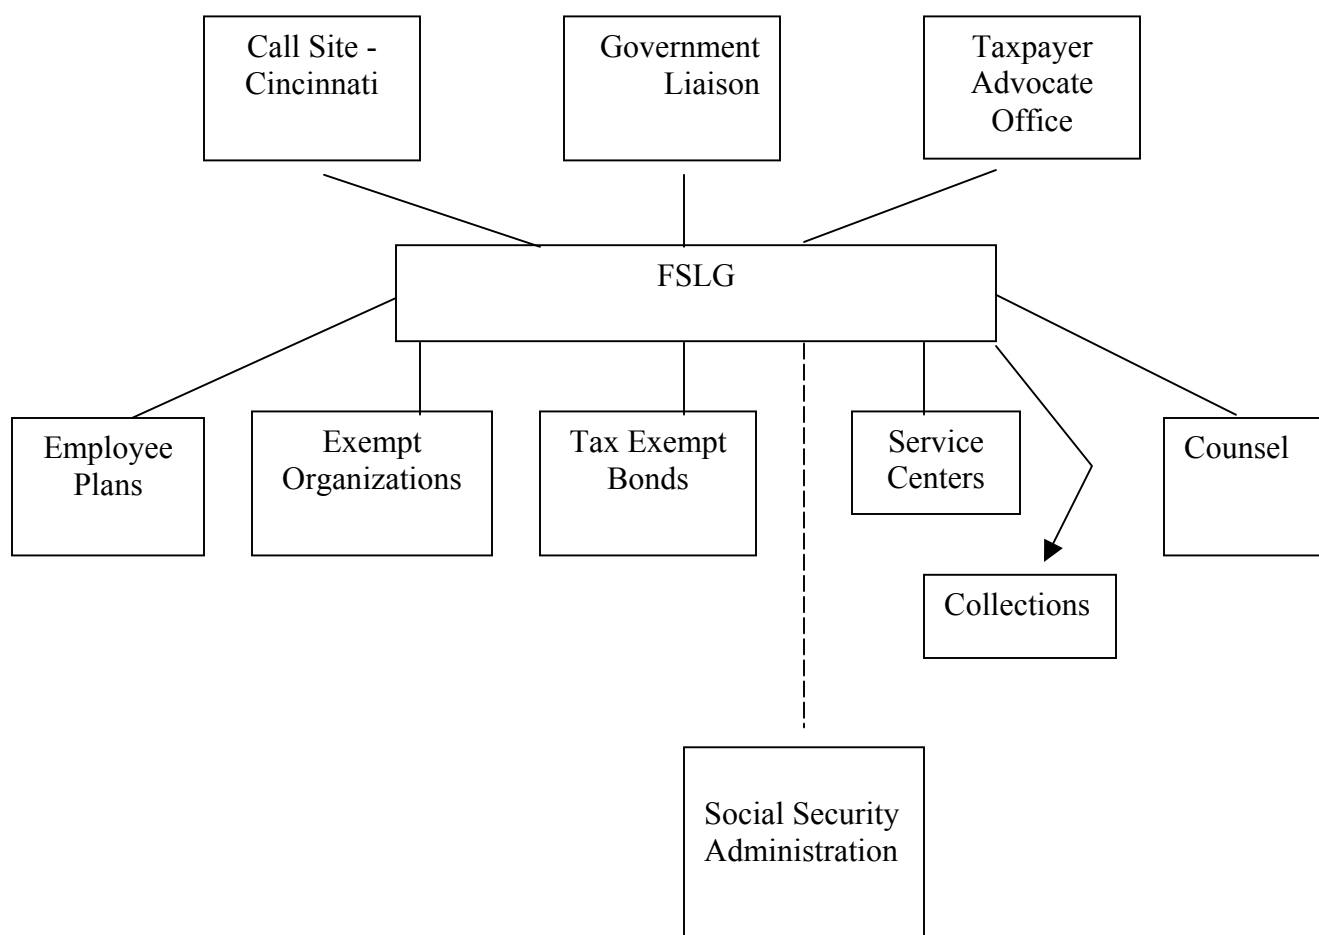 Call Site -
Cincinnati
Government
Liaison
Taxpayer
Advocate
Office
FSLG
Employee
Plans
Exempt
Organizations
Tax Exempt
Bonds
Service
Centers
Counsel
Collections
Social Security
Administration